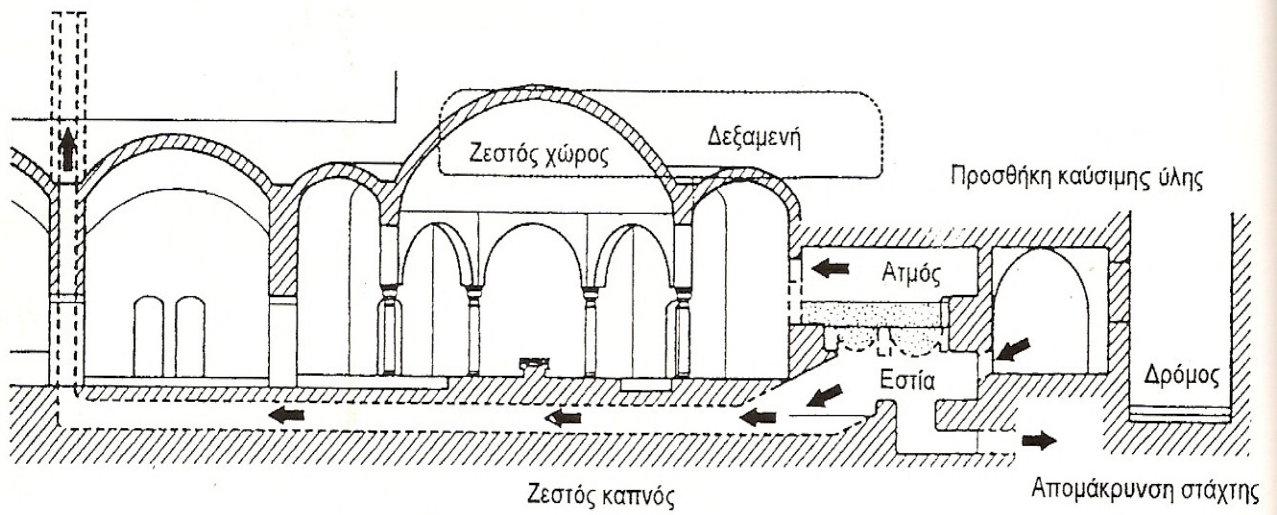 Δεξαμενή
Ζεστός χώρος
Προσθήκη καύσιμης ύλης
Ατμός
Εστία
Δρόμος
Ζεστός καπνός
Απομάκρυνση στάχτης